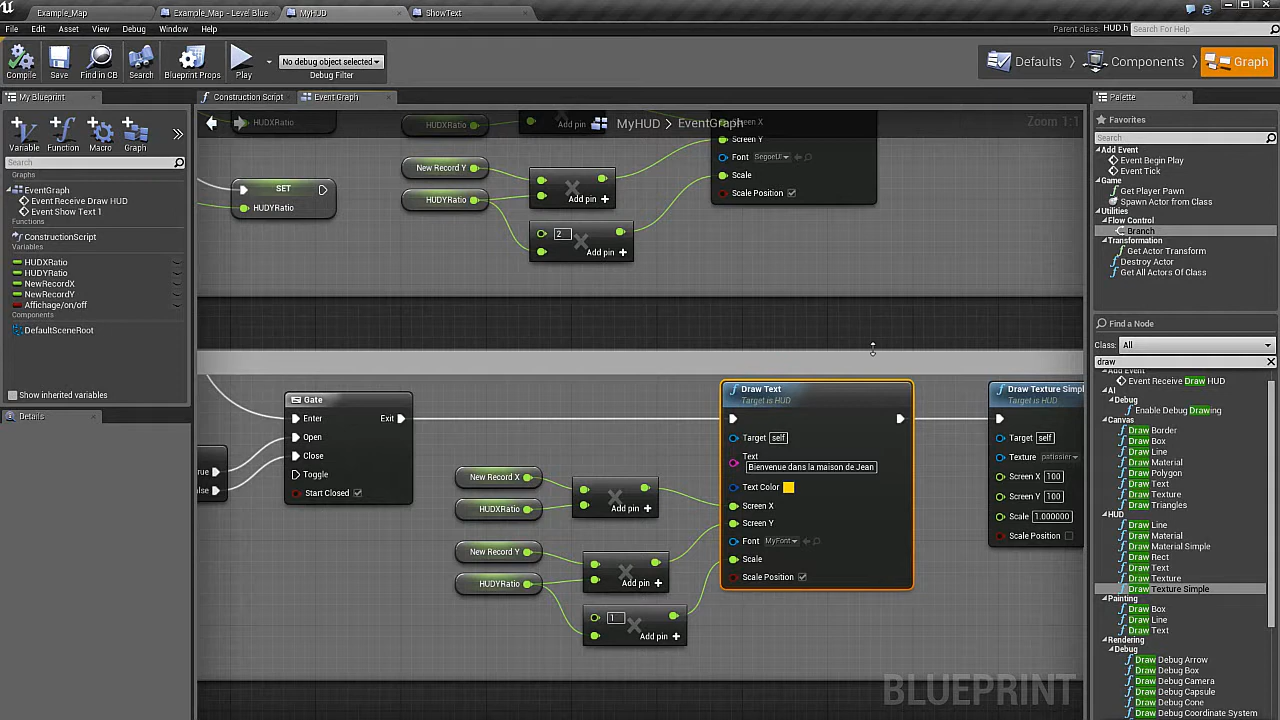 Example_Map
Example_Map - Level Blue
MyHUD
ShowText
File Edit Asset View Debug Window Help
Parent class: HUD.h
Search For Help
Compile
Save
Find in CB
Search
Blueprint Props
Play
No debug object selected
Debug Filter
Defaults
Components
Graph
My Blueprint
Construction Script
Event Graph
Palette
Variable
Function
Macro
Graph
Search
Graphs
EventGraph
Event Receive Draw HUD
Event Show Text 1
Functions
ConstructionScript
Variables
HUDXRatio
HUDYRatio
NewRecordX
NewRecordY
Affichage/on/off
Components
DefaultSceneRoot
Show inherited variables
Details
MyHUD > EventGraph
Zoom 1:1
HUDXRatio
SET
HUDYRatio
HUDXRatio
Add pin
New Record Y
HUDYRatio
Add pin
2
Add pin
Screen X
Screen Y
Font SegoeUI
Scale
Scale Position
Gate
Enter
Exit
Open
Close
Toggle
Start Closed
True
False
New Record X
HUDXRatio
Add pin
New Record Y
HUDYRatio
Add pin
1
Add pin
Draw Text
Target is HUD
Target self
Text
Bienvenue dans la maison de Jean
Text Color
Screen X
Screen Y
Font MyFont
Scale
Scale Position
Draw Texture Simpl
Target is HUD
Target self
Texture patissier
Screen X 100
Screen Y 100
Scale 1.000000
Scale Position
BLUEPRINT
Favorites
Search
Add Event
Event Begin Play
Event Tick
Game
Get Player Pawn
Spawn Actor from Class
Utilities
Flow Control
Branch
Transformation
Get Actor Transform
Destroy Actor
Get All Actors Of Class
Find a Node
Class: All
draw
Add Event
Event Receive Draw HUD
AI
Debug
Enable Debug Drawing
Canvas
Draw Border
Draw Box
Draw Line
Draw Material
Draw Polygon
Draw Text
Draw Texture
Draw Triangles
HUD
Draw Line
Draw Material
Draw Material Simple
Draw Rect
Draw Text
Draw Texture
Draw Texture Simple
Painting
Draw Box
Draw Line
Draw Text
Rendering
Debug
Draw Debug Arrow
Draw Debug Box
Draw Debug Camera
Draw Debug Capsule
Draw Debug Cone
Draw Debug Coordinate System